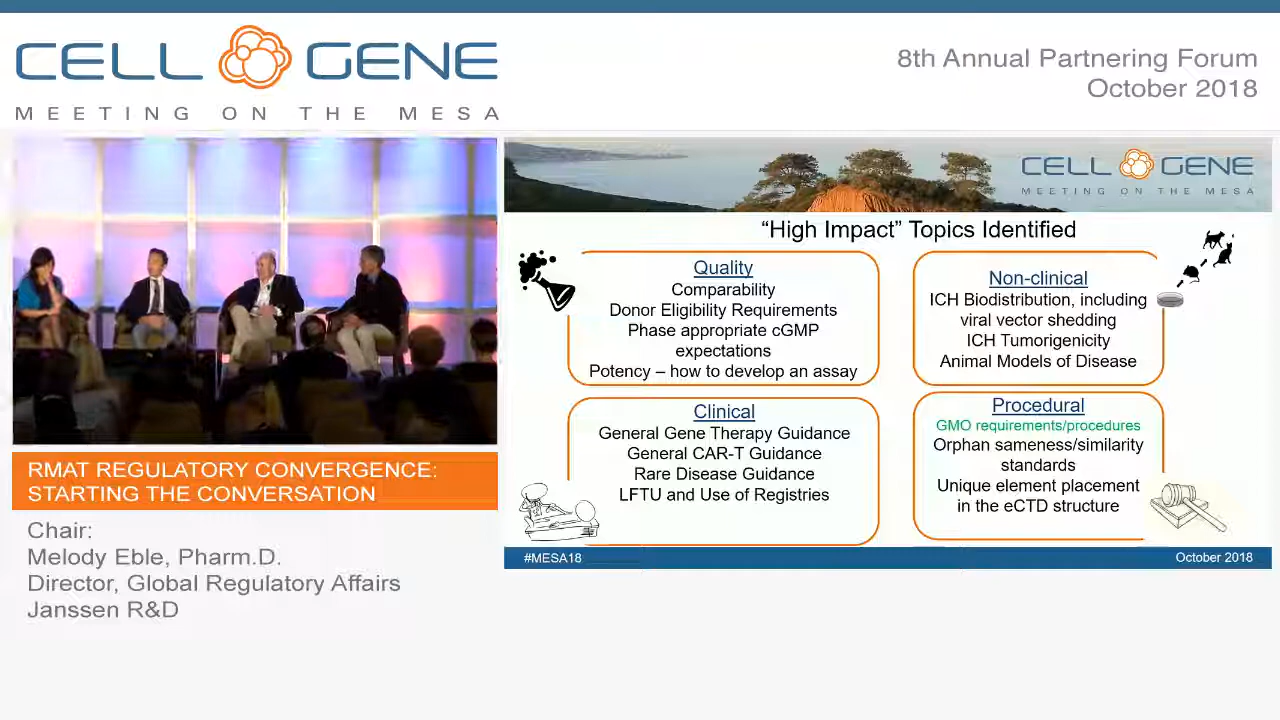 CELL GENE
MEETING ON THE MESA
8th Annual Partnering Forum
October 2018
CELL GENE
MEETING ON THE MESA
“High Impact” Topics Identified
Quality
Comparability
Donor Eligibility Requirements
Phase appropriate cGMP
expectations
Potency – how to develop an assay
Non-clinical
ICH Biodistribution, including
viral vector shedding
ICH Tumorigenicity
Animal Models of Disease
Clinical
General Gene Therapy Guidance
General CAR-T Guidance
Rare Disease Guidance
LFTU and Use of Registries
Procedural
GMO requirements/procedures
Orphan sameness/similarity
standards
Unique element placement
in the eCTD structure
#MESA18
October 2018
RMAT REGULATORY CONVERGENCE:
STARTING THE CONVERSATION
Chair:
Melody Eble, Pharm.D.
Director, Global Regulatory Affairs
Janssen R&D